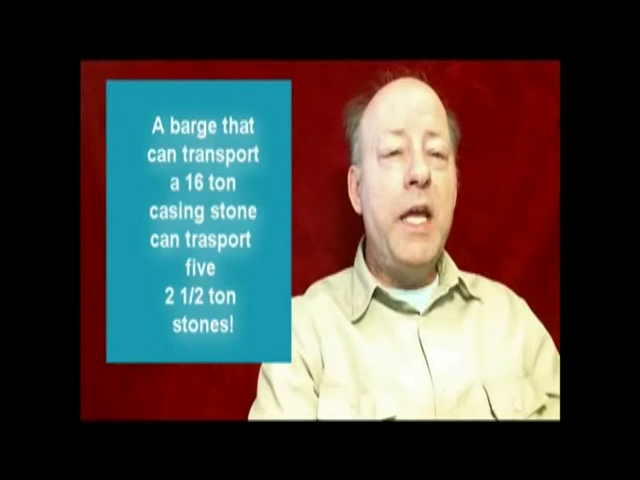 A barge that
can transport
a 16 ton
casing stone
can trasport
five
2 1/2 ton
stones!